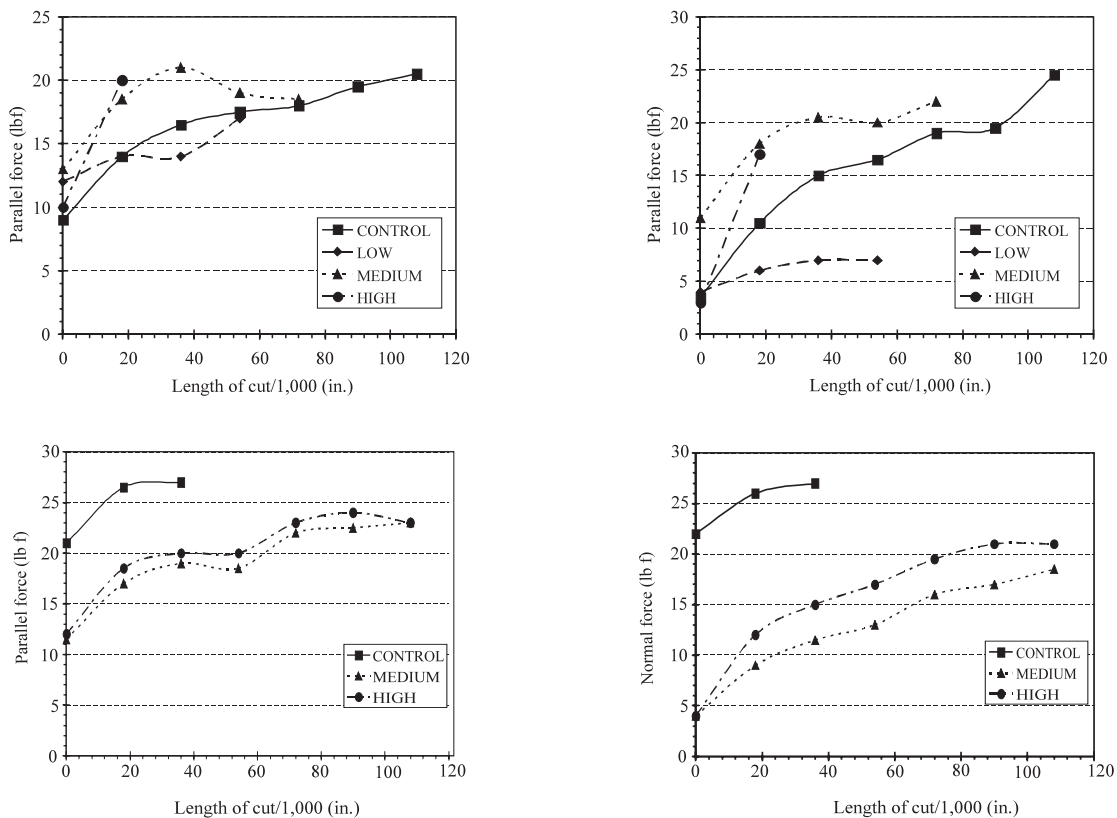 25
20
15
10
5
0
Parallel force (lbf)
CONTROL
LOW
MEDIUM
HIGH
0 20 40 60 80 100 120
Length of cut/1,000 (in.)
30
25
20
15
10
5
0
Parallel force (lbf)
CONTROL
LOW
MEDIUM
HIGH
0 20 40 60 80 100 120
Length of cut/1,000 (in.)
30
25
20
15
10
5
0
Parallel force (lb f)
CONTROL
MEDIUM
HIGH
0 20 40 60 80 100 120
Length of cut/1,000 (in.)
30
25
20
15
10
5
0
Normal force (lb f)
CONTROL
MEDIUM
HIGH
0 20 40 60 80 100 120
Length of cut/1,000 (in.)